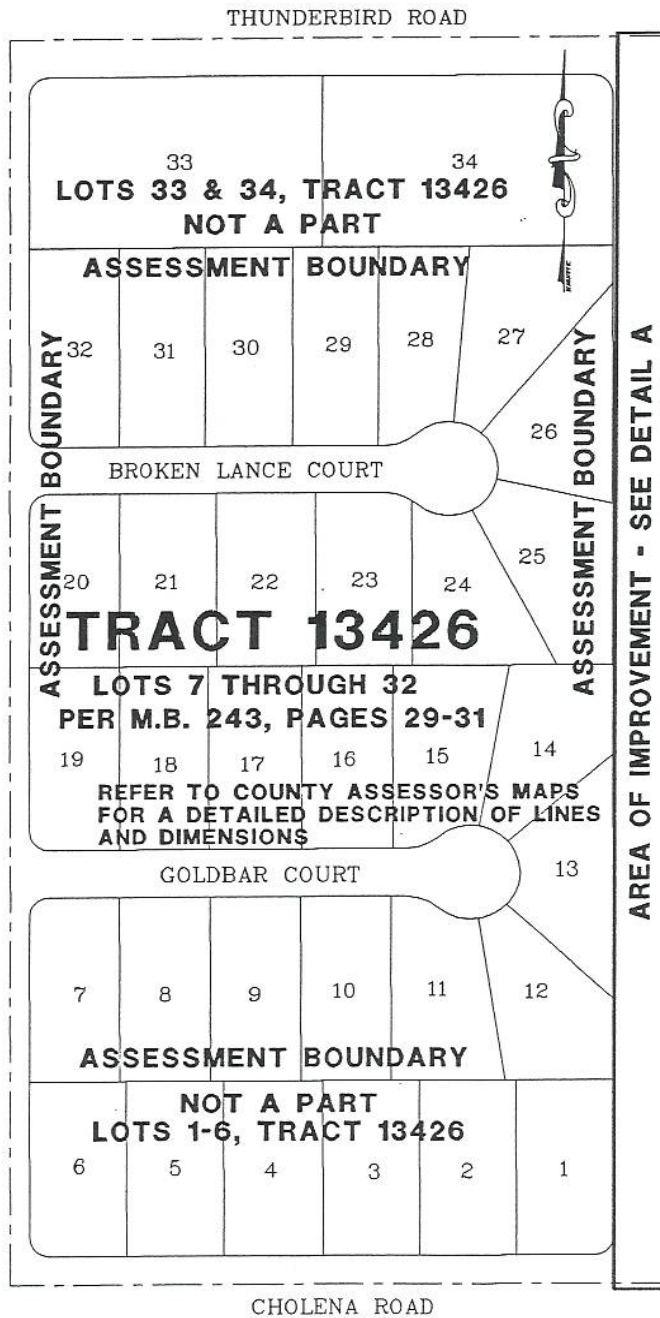 THUNDERBIRD ROAD
33
34
LOTS 33 & 34, TRACT 13426
NOT A PART
ASSESSMENT BOUNDARY
32
31
30
29
28
27
26
ASSESSMENT BOUNDARY
ASSESSMENT BOUNDARY
AREA OF IMPROVEMENT - SEE DETAIL A
BROKEN LANCE COURT
20
21
22
23
24
25
TRACT 13426
LOTS 7 THROUGH 32
PER M.B. 243, PAGES 29-31
19
18
17
16
15
14
REFER TO COUNTY ASSESSOR'S MAPS
FOR A DETAILED DESCRIPTION OF LINES
AND DIMENSIONS
GOLDBAR COURT
13
7
8
9
10
11
12
ASSESSMENT BOUNDARY
NOT A PART
LOTS 1-6, TRACT 13426
6
5
4
3
2
1
CHOLENA ROAD